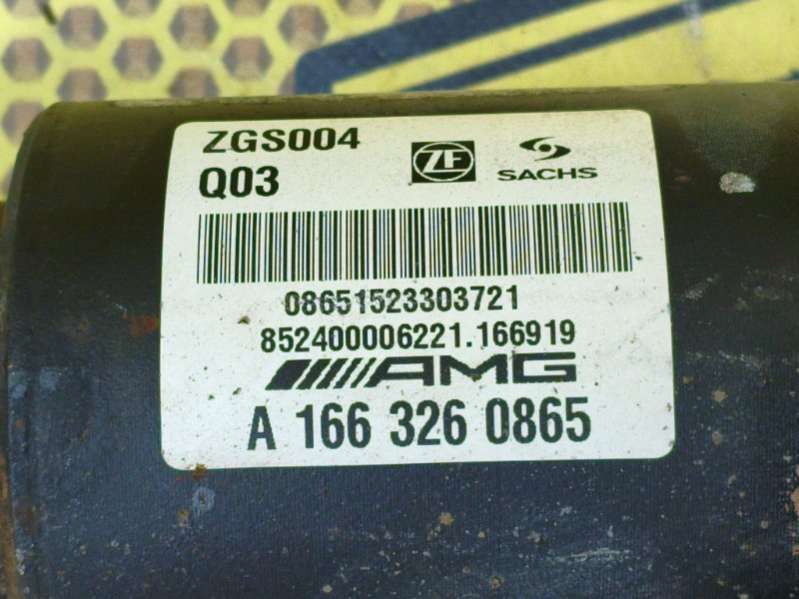 ZGS004
Q03
ZF
SACHS
08651523303721
852400006221.166919
AMG
A 166 326 0865